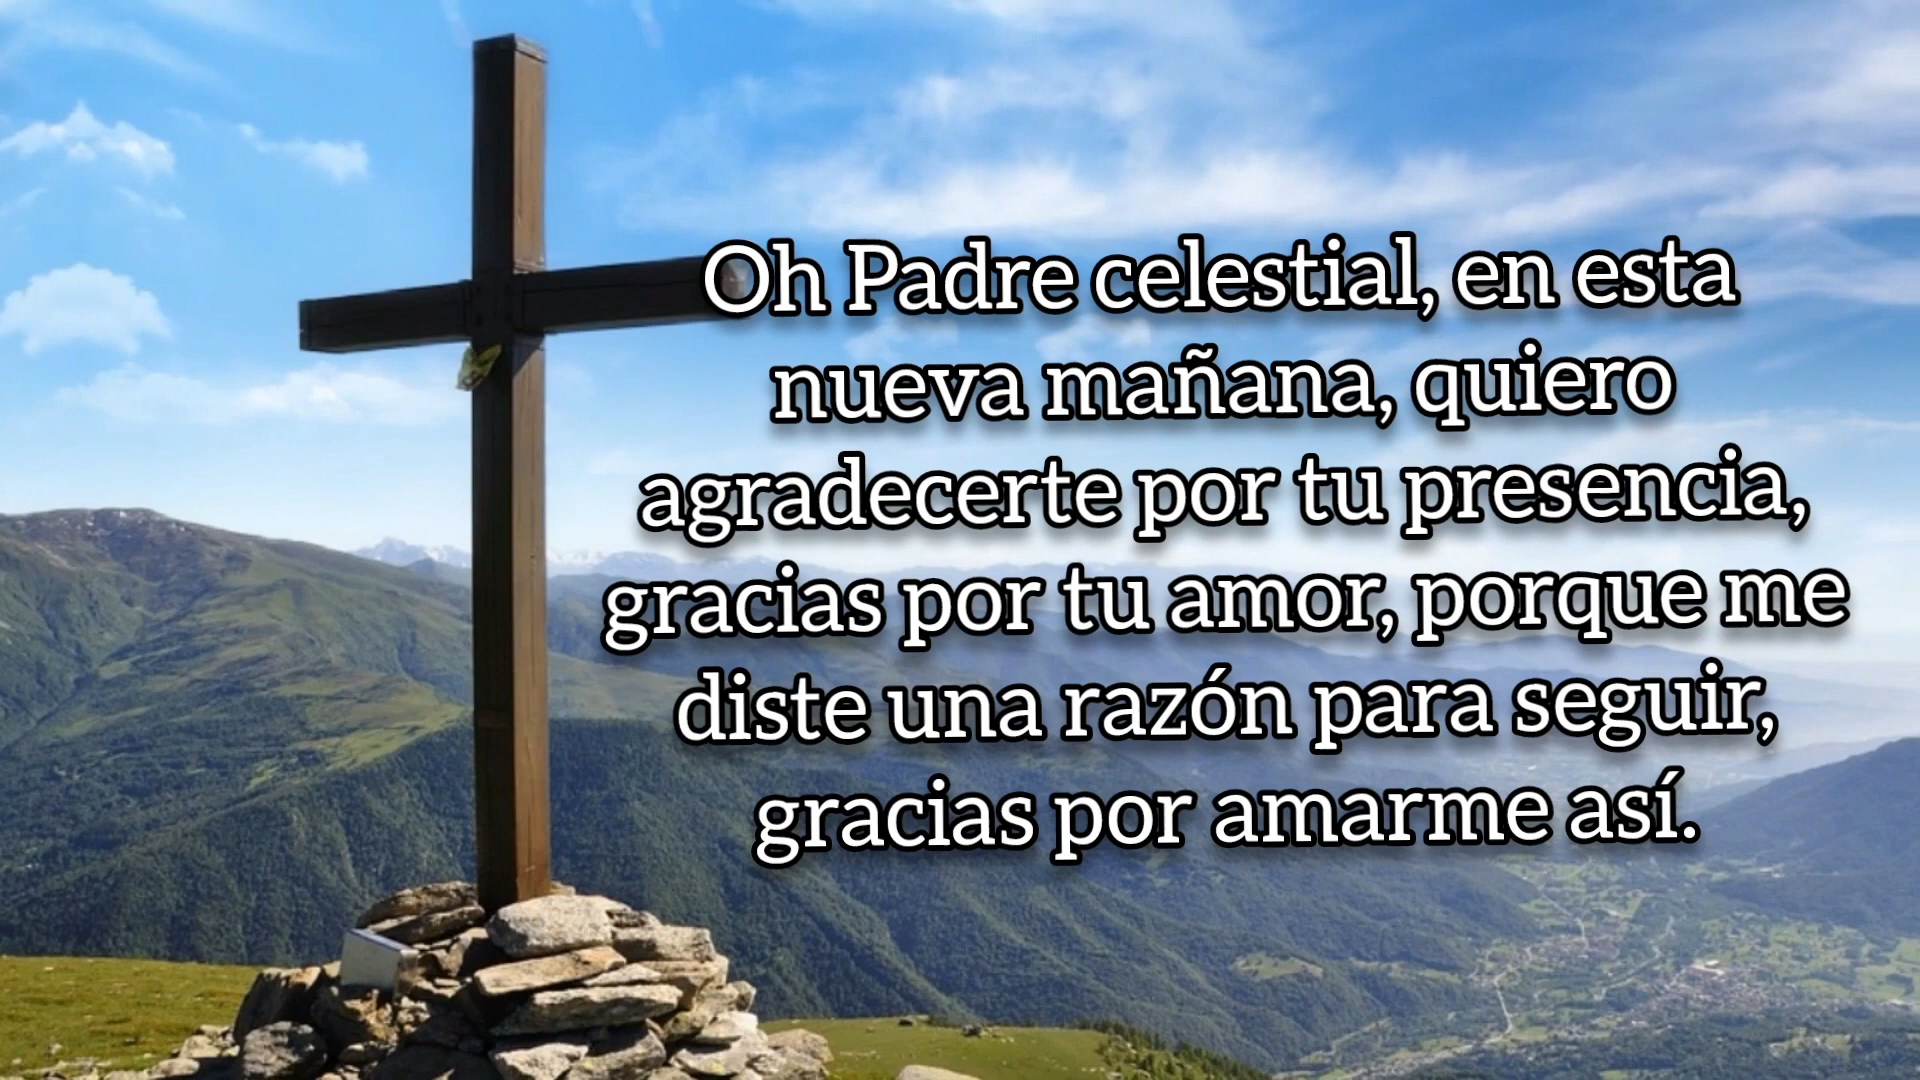 Oh Padre celestial, en esta
nueva mañana, quiero
agradecerte por tu presencia,
gracias por tu amor, porque me
diste una razón para seguir,
gracias por amarme así.